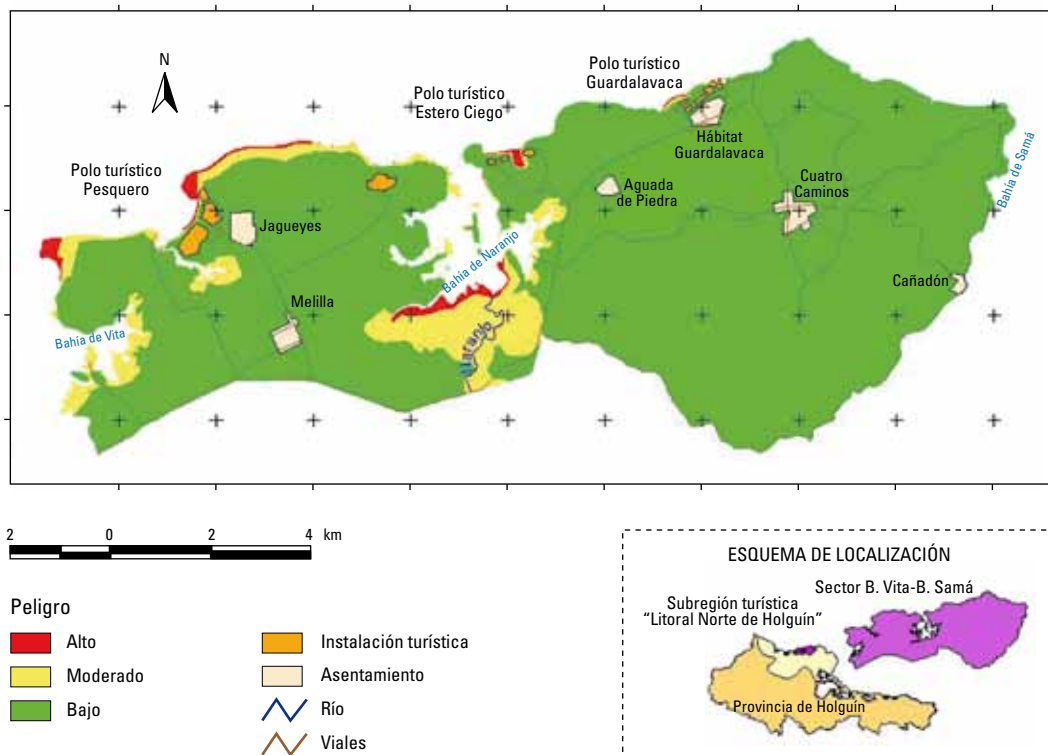 N
Polo turístico
Pesquero
Polo turístico
Estero Ciego
Polo turístico
Guardalavaca
Hábitat
Guardalavaca
Aguada
de Piedra
Cuatro
Caminos
Bahía de Samá
Jagueyes
Bahía de Naranjo
Cañadón
Melilla
Bahía de Vita
Naranjo
2 0 2 4 km
Peligro
Alto
Moderado
Bajo
Instalación turística
Asentamiento
Río
Viales
ESQUEMA DE LOCALIZACIÓN
Sector B. Vita-B. Samá
Subregión turística
“Litoral Norte de Holguín”
Provincia de Holguín